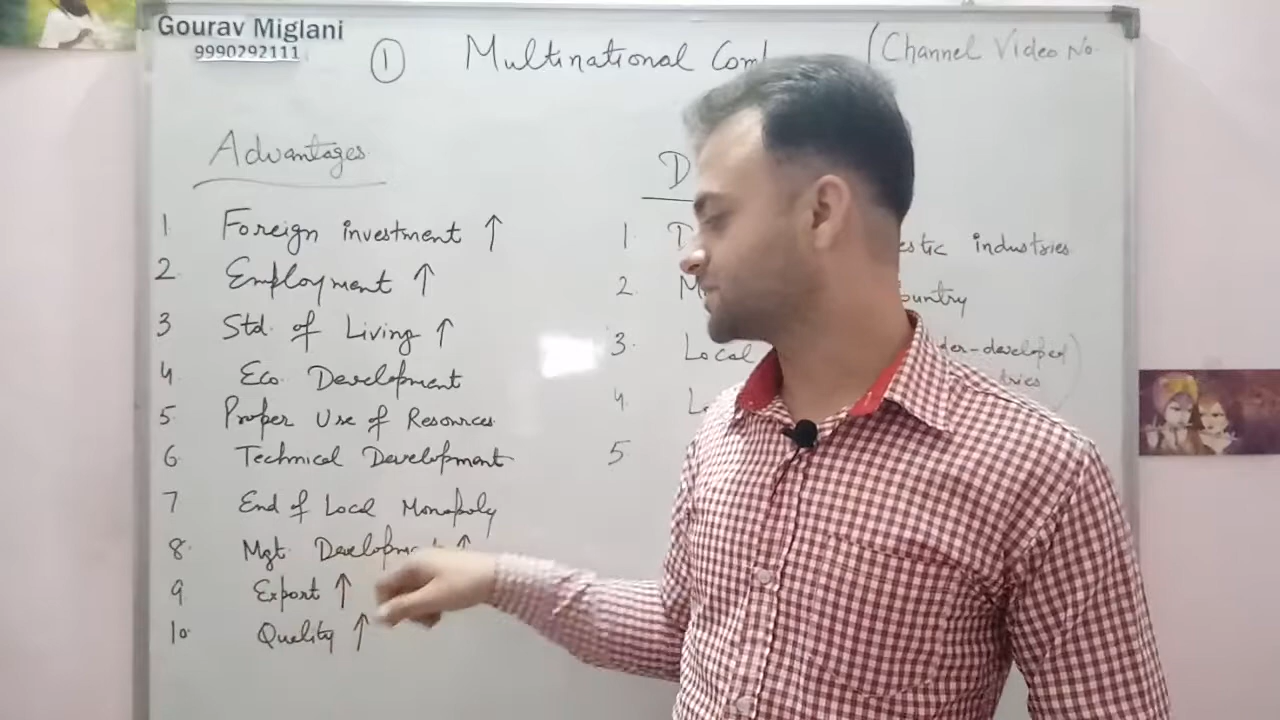 Gourav Miglani
9990292111
① Multinational Com (Channel Video No.
Advantages
1 Foreign investment ↑
2 Employment ↑
3 Std. of Living ↑
4 Eco. Development
5 Proper Use of Resources
6 Technical Development
7 End of Local Monopoly
8 Mgt. Developme ↑
9 Export ↑
10 Quality ↑
D
1 D estic industries
2. M ountry
3. Local der-developed
ries)
4. L
5